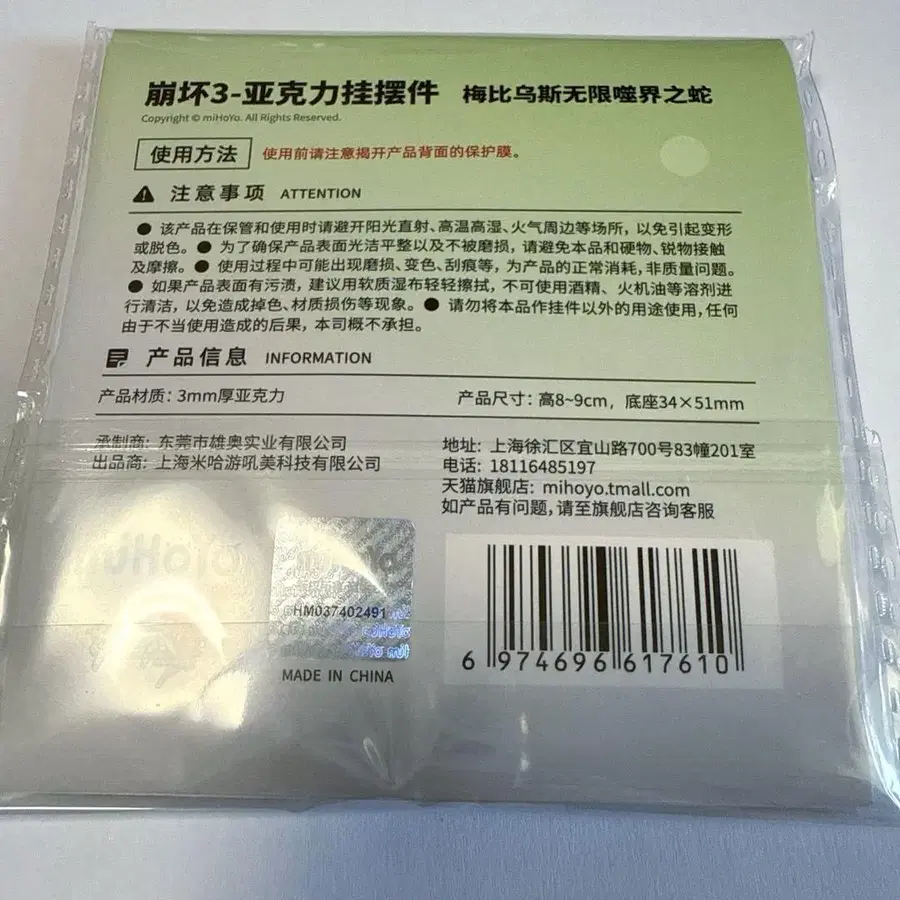 崩坏3-亚克力挂摆件 梅比乌斯无限噬界之蛇
Copyright © miHoYo. All Rights Reserved.
使用方法 使用前请注意揭开产品背面的保护膜。
注意事项 ATTENTION
● 该产品在保管和使用时请避开阳光直射、高温高湿、火气周边等场所，以免引起变形
或脱色。● 为了确保产品表面光洁平整以及不被磨损，请避免本品和硬物、锐物接触
及摩擦。● 使用过程中可能出现磨损、变色、刮痕等，为产品的正常消耗，非质量问题。
● 如果产品表面有污渍，建议用软质湿布轻轻擦拭，不可使用酒精、火机油等溶剂进
行清洁，以免造成掉色、材质损伤等现象。● 请勿将本品作挂件以外的用途使用，任何
由于不当使用造成的后果，本司概不承担。
产品信息 INFORMATION
产品材质：3mm厚亚克力 产品尺寸：高8~9cm，底座34×51mm
承制商：东莞市雄奥实业有限公司
出品商：上海米哈游吼美科技有限公司
地址：上海徐汇区宜山路700号83幢201室
电话：18116485197
天猫旗舰店：mihoyo.tmall.com
如产品有问题，请至旗舰店咨询客服
HM037402491
MADE IN CHINA
6 974696 617610